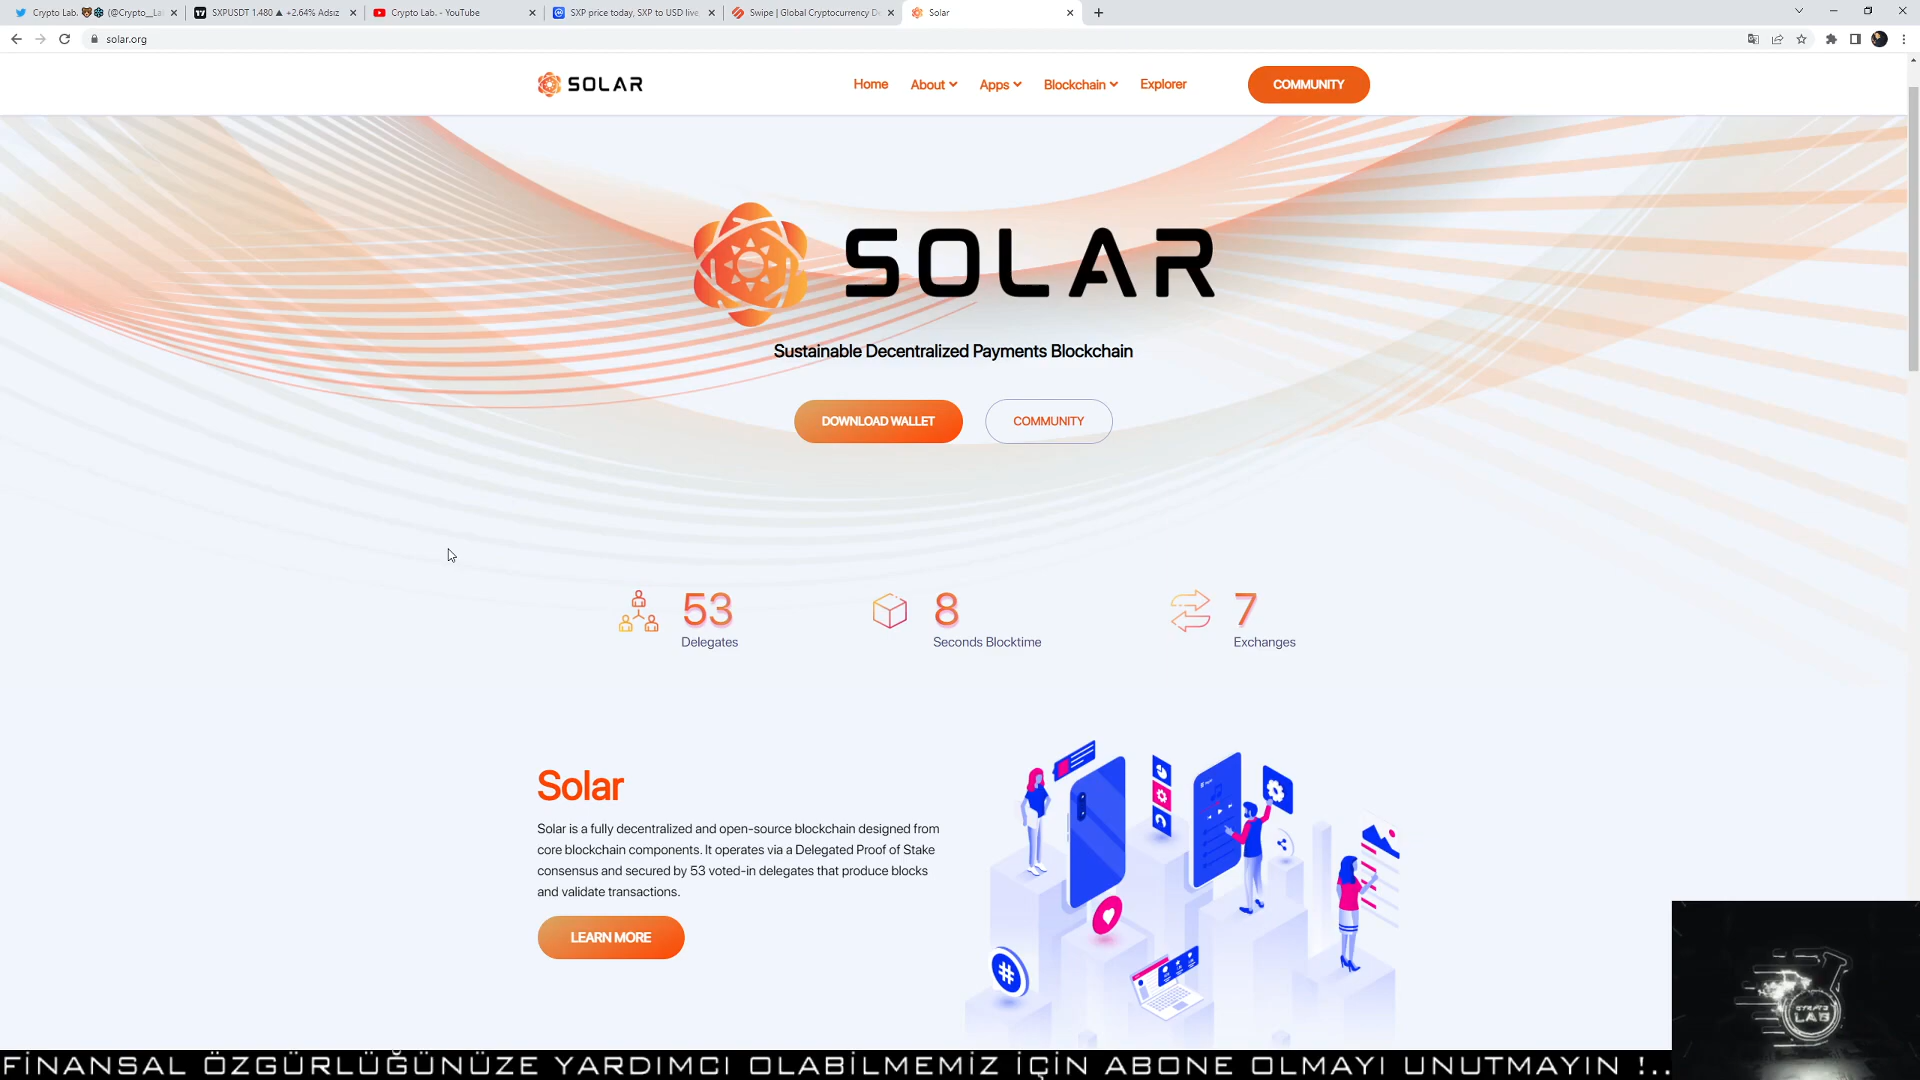 Crypto Lab. 🐻 (@Crypto__La
SXPUSDT 1.480 ▲ +2.64% Adsız
Crypto Lab. - YouTube
SXP price today, SXP to USD live,
Swipe | Global Cryptocurrency De
Solar
solar.org
SOLAR
Home
About
Apps
Blockchain
Explorer
COMMUNITY
SOLAR
Sustainable Decentralized Payments Blockchain
DOWNLOAD WALLET
COMMUNITY
53
Delegates
8
Seconds Blocktime
7
Exchanges
Solar
Solar is a fully decentralized and open-source blockchain designed from
core blockchain components. It operates via a Delegated Proof of Stake
consensus and secured by 53 voted-in delegates that produce blocks
and validate transactions.
LEARN MORE
CRYPTO
LAB
FİNANSAL ÖZGÜRLÜĞÜNÜZE YARDIMCI OLABİLMEMİZ İÇİN ABONE OLMAYI UNUTMAYIN !..